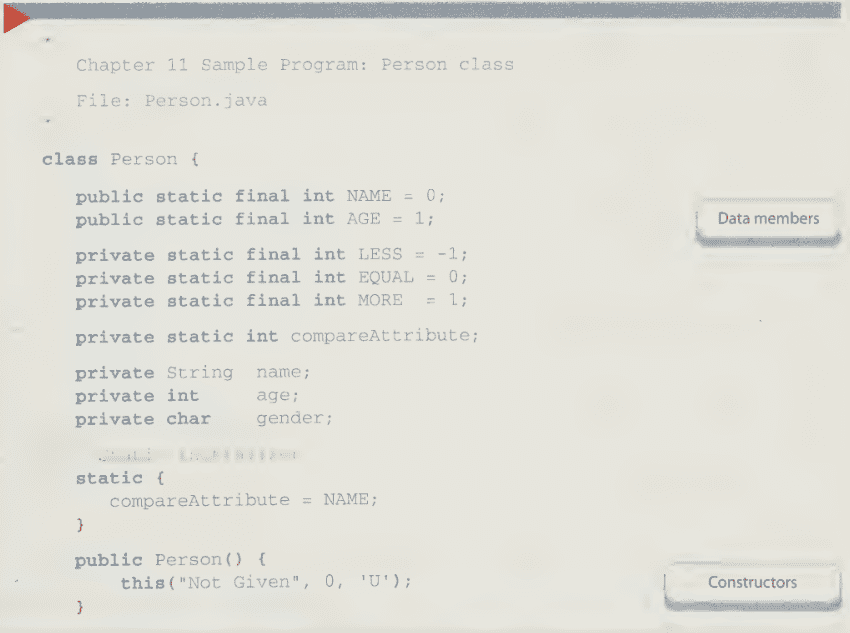 Chapter 11 Sample Program: Person class
File: Person.java
class Person {
public static final int NAME = 0;
public static final int AGE = 1;
Data members
private static final int LESS = -1;
private static final int EQUAL = 0;
private static final int MORE = 1;
private static int compareAttribute;
private String name;
private int age;
private char gender;
static {
compareAttribute = NAME;
}
public Person() {
this("Not Given", 0, 'U');
Constructors
}